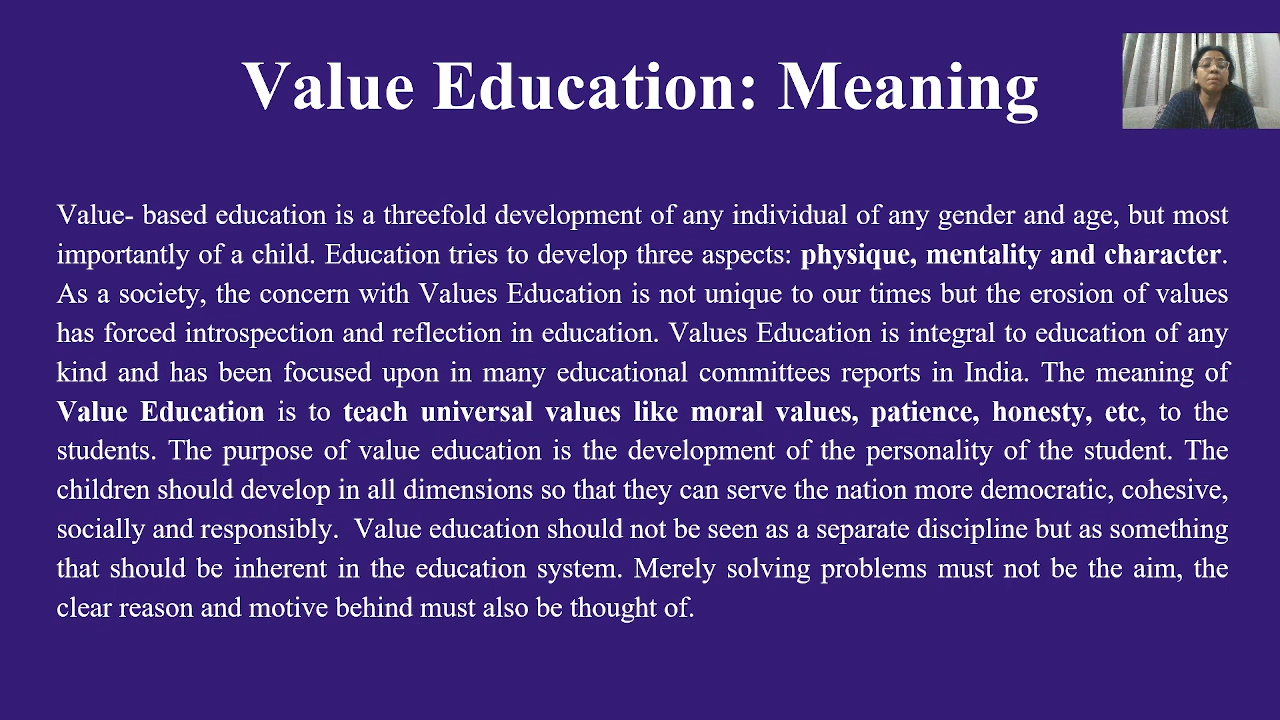 Value Education: Meaning
Value- based education is a threefold development of any individual of any gender and age, but most
importantly of a child. Education tries to develop three aspects: physique, mentality and character.
As a society, the concern with Values Education is not unique to our times but the erosion of values
has forced introspection and reflection in education. Values Education is integral to education of any
kind and has been focused upon in many educational committees reports in India. The meaning of
Value Education is to teach universal values like moral values, patience, honesty, etc, to the
students. The purpose of value education is the development of the personality of the student. The
children should develop in all dimensions so that they can serve the nation more democratic, cohesive,
socially and responsibly.  Value education should not be seen as a separate discipline but as something
that should be inherent in the education system. Merely solving problems must not be the aim, the
clear reason and motive behind must also be thought of.